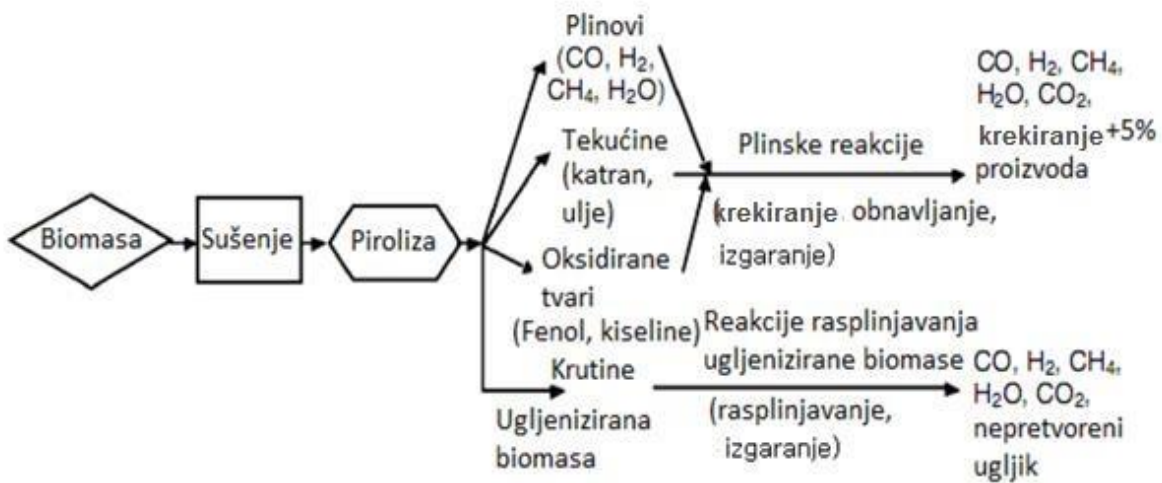 Biomasa
Sušenje
Piroliza
Plinovi
(CO, H₂,
CH₄, H₂O)
Tekućine
(katran,
ulje)
Oksidirane
tvari
(Fenol, kiseline)
Krutine
Ugljenizirana
biomasa
Plinske reakcije
(krekiranje obnavljanje,
izgaranje)
Reakcije rasplinjavanja
ugljenizirane biomase
(rasplinjavanje,
izgaranje)
CO, H₂, CH₄,
H₂O, CO₂,
krekiranje +5%
proizvoda
CO, H₂, CH₄,
H₂O, CO₂,
nepretvoreni
ugljik